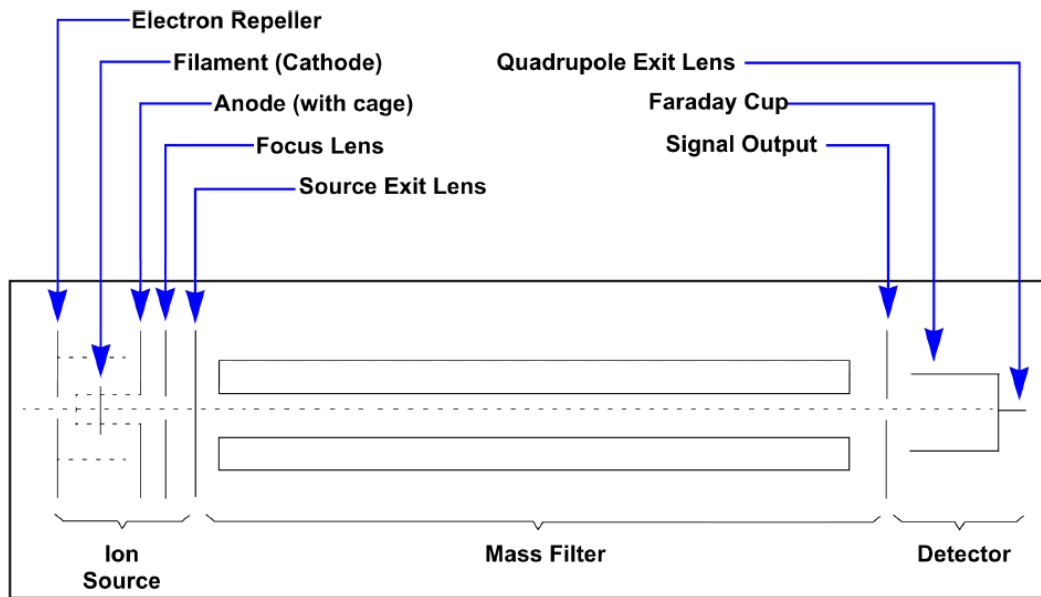 Electron Repeller
Filament (Cathode)
Anode (with cage)
Focus Lens
Source Exit Lens
Quadrupole Exit Lens
Faraday Cup
Signal Output
Ion
Source
Mass Filter
Detector